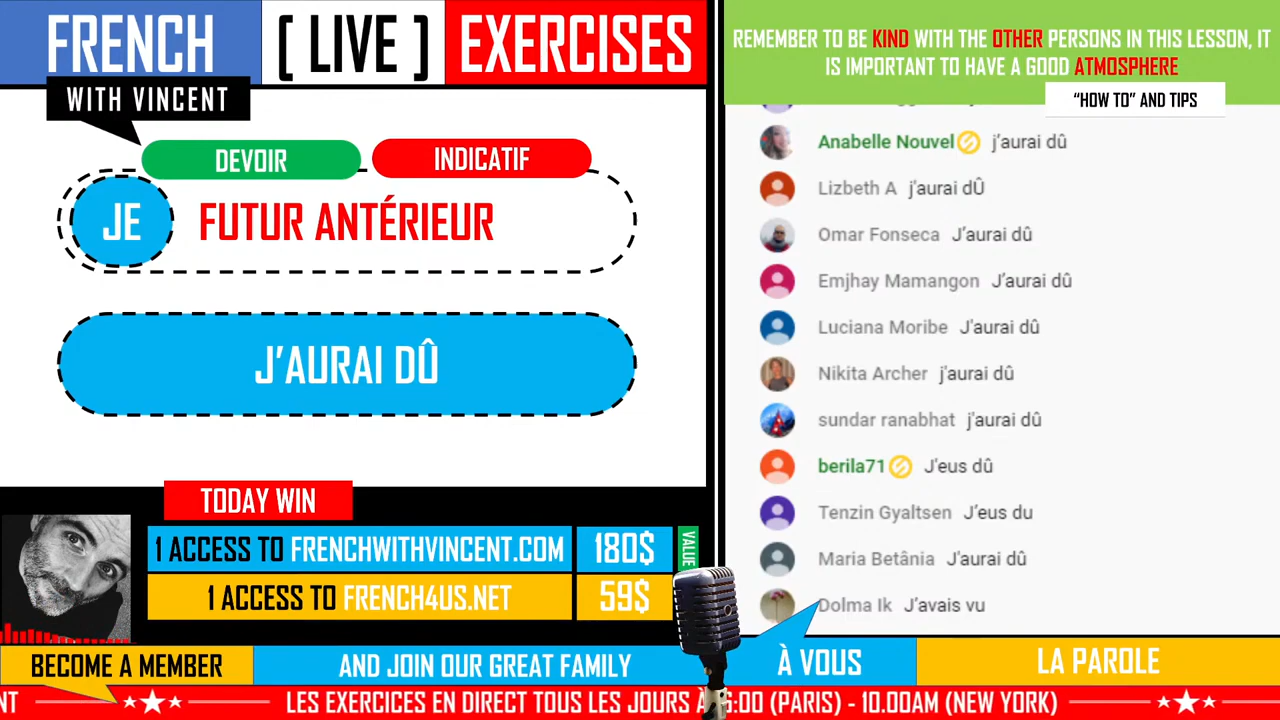 FRENCH
[ LIVE ]
EXERCISES
WITH VINCENT
DEVOIR
INDICATIF
JE
FUTUR ANTÉRIEUR
J’AURAI DÛ
TODAY WIN
1 ACCESS TO FRENCHWITHVINCENT.COM 180$
VALUE
1 ACCESS TO FRENCH4US.NET 59$
REMEMBER TO BE KIND WITH THE OTHER PERSONS IN THIS LESSON, IT
IS IMPORTANT TO HAVE A GOOD ATMOSPHERE
“HOW TO” AND TIPS
Anabelle Nouvel j'aurai dû
Lizbeth A j'aurai dÛ
Omar Fonseca J’aurai dû
Emjhay Mamangon J’aurai dû
Luciana Moribe J'aurai dû
Nikita Archer j'aurai dû
sundar ranabhat j'aurai dû
berila71 J'eus dû
Tenzin Gyaltsen J’eus du
Maria Betânia J'aurai dû
Dolma Ik J’avais vu
BECOME A MEMBER
AND JOIN OUR GREAT FAMILY
À VOUS
LA PAROLE
NT
LES EXERCICES EN DIRECT TOUS LES JOURS À 6:00 (PARIS) - 10.00AM (NEW YORK)